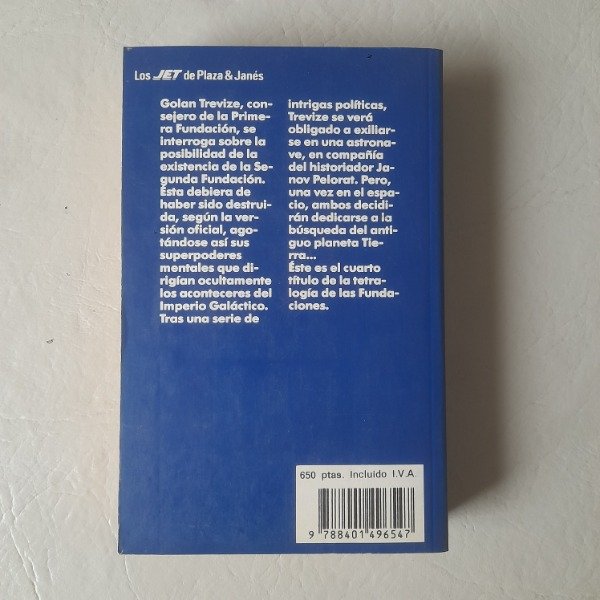 Los JET de Plaza & Janés
Golan Trevize, con-
sejero de la Prime-
ra Fundación, se
interroga sobre la
posibilidad de la
existencia de la Se-
gunda Fundación.
Ésta debiera de
haber sido destrui-
da, según la ver-
sión oficial, ago-
tándose así sus
superpoderes
mentales que di-
rigían ocultamente
los aconteceres del
Imperio Galáctico.
Tras una serie de
intrigas políticas,
Trevize se verá
obligado a exiliar-
se en una astrona-
ve, en compañía
del historiador Ja-
nov Pelorat. Pero,
una vez en el espa-
cio, ambos decidi-
rán dedicarse a la
búsqueda del anti-
guo planeta Tie-
rra...
Éste es el cuarto
título de la tetra-
logía de las Funda-
ciones.
650 ptas. Incluido I.V.A.
9 788401 496547